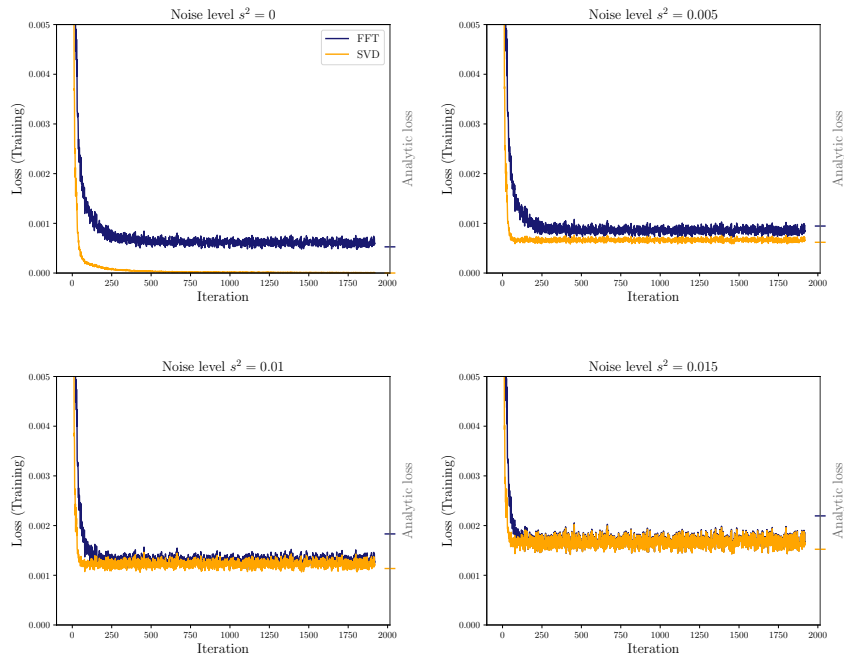 Noise level $s^2 = 0$
0.005
0.004
0.003
0.002
0.001
0.000
Loss (Training)
FFT
SVD
Analytic loss
0 250 500 750 1000 1250 1500 1750 2000
Iteration
Noise level $s^2 = 0.005$
0.005
0.004
0.003
0.002
0.001
0.000
Loss (Training)
Analytic loss
0 250 500 750 1000 1250 1500 1750 2000
Iteration
Noise level $s^2 = 0.01$
0.005
0.004
0.003
0.002
0.001
0.000
Loss (Training)
Analytic loss
0 250 500 750 1000 1250 1500 1750 2000
Iteration
Noise level $s^2 = 0.015$
0.005
0.004
0.003
0.002
0.001
0.000
Loss (Training)
Analytic loss
0 250 500 750 1000 1250 1500 1750 2000
Iteration